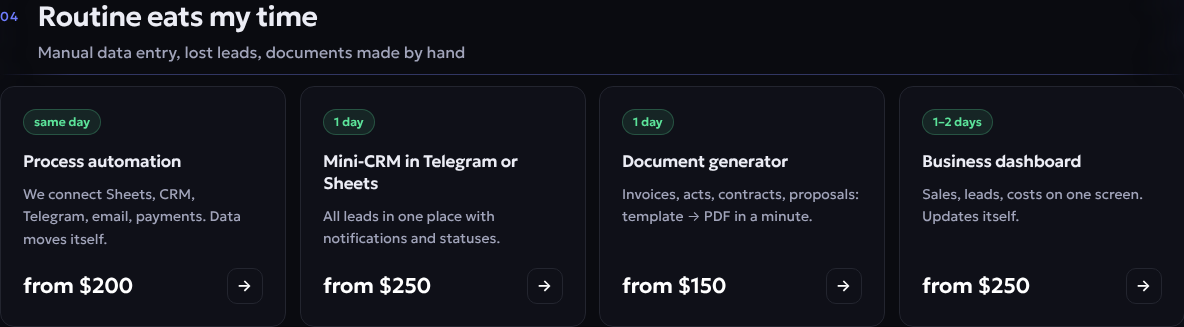 04
Routine eats my time
Manual data entry, lost leads, documents made by hand
same day
Process automation
We connect Sheets, CRM,
Telegram, email, payments. Data
moves itself.
from $200 →
1 day
Mini-CRM in Telegram or
Sheets
All leads in one place with
notifications and statuses.
from $250 →
1 day
Document generator
Invoices, acts, contracts, proposals:
template → PDF in a minute.
from $150 →
1–2 days
Business dashboard
Sales, leads, costs on one screen.
Updates itself.
from $250 →